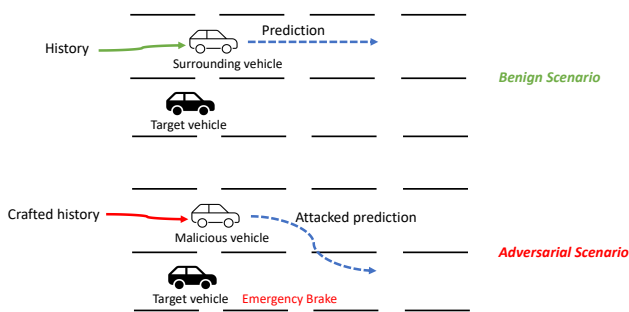 Prediction
History
Surrounding vehicle
Benign Scenario
Target vehicle
Crafted history
Attacked prediction
Malicious vehicle
Adversarial Scenario
Target vehicle
Emergency Brake